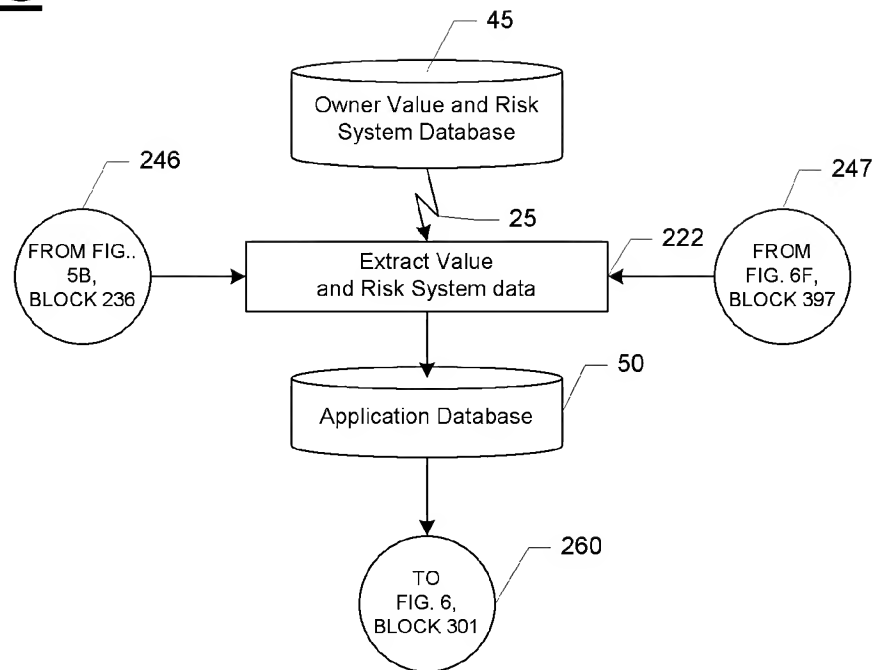 45
Owner Value and Risk
System Database
246
247
25
222
FROM FIG..
5B,
BLOCK 236
Extract Value
and Risk System data
FROM
FIG. 6F,
BLOCK 397
50
Application Database
260
TO
FIG. 6,
BLOCK 301